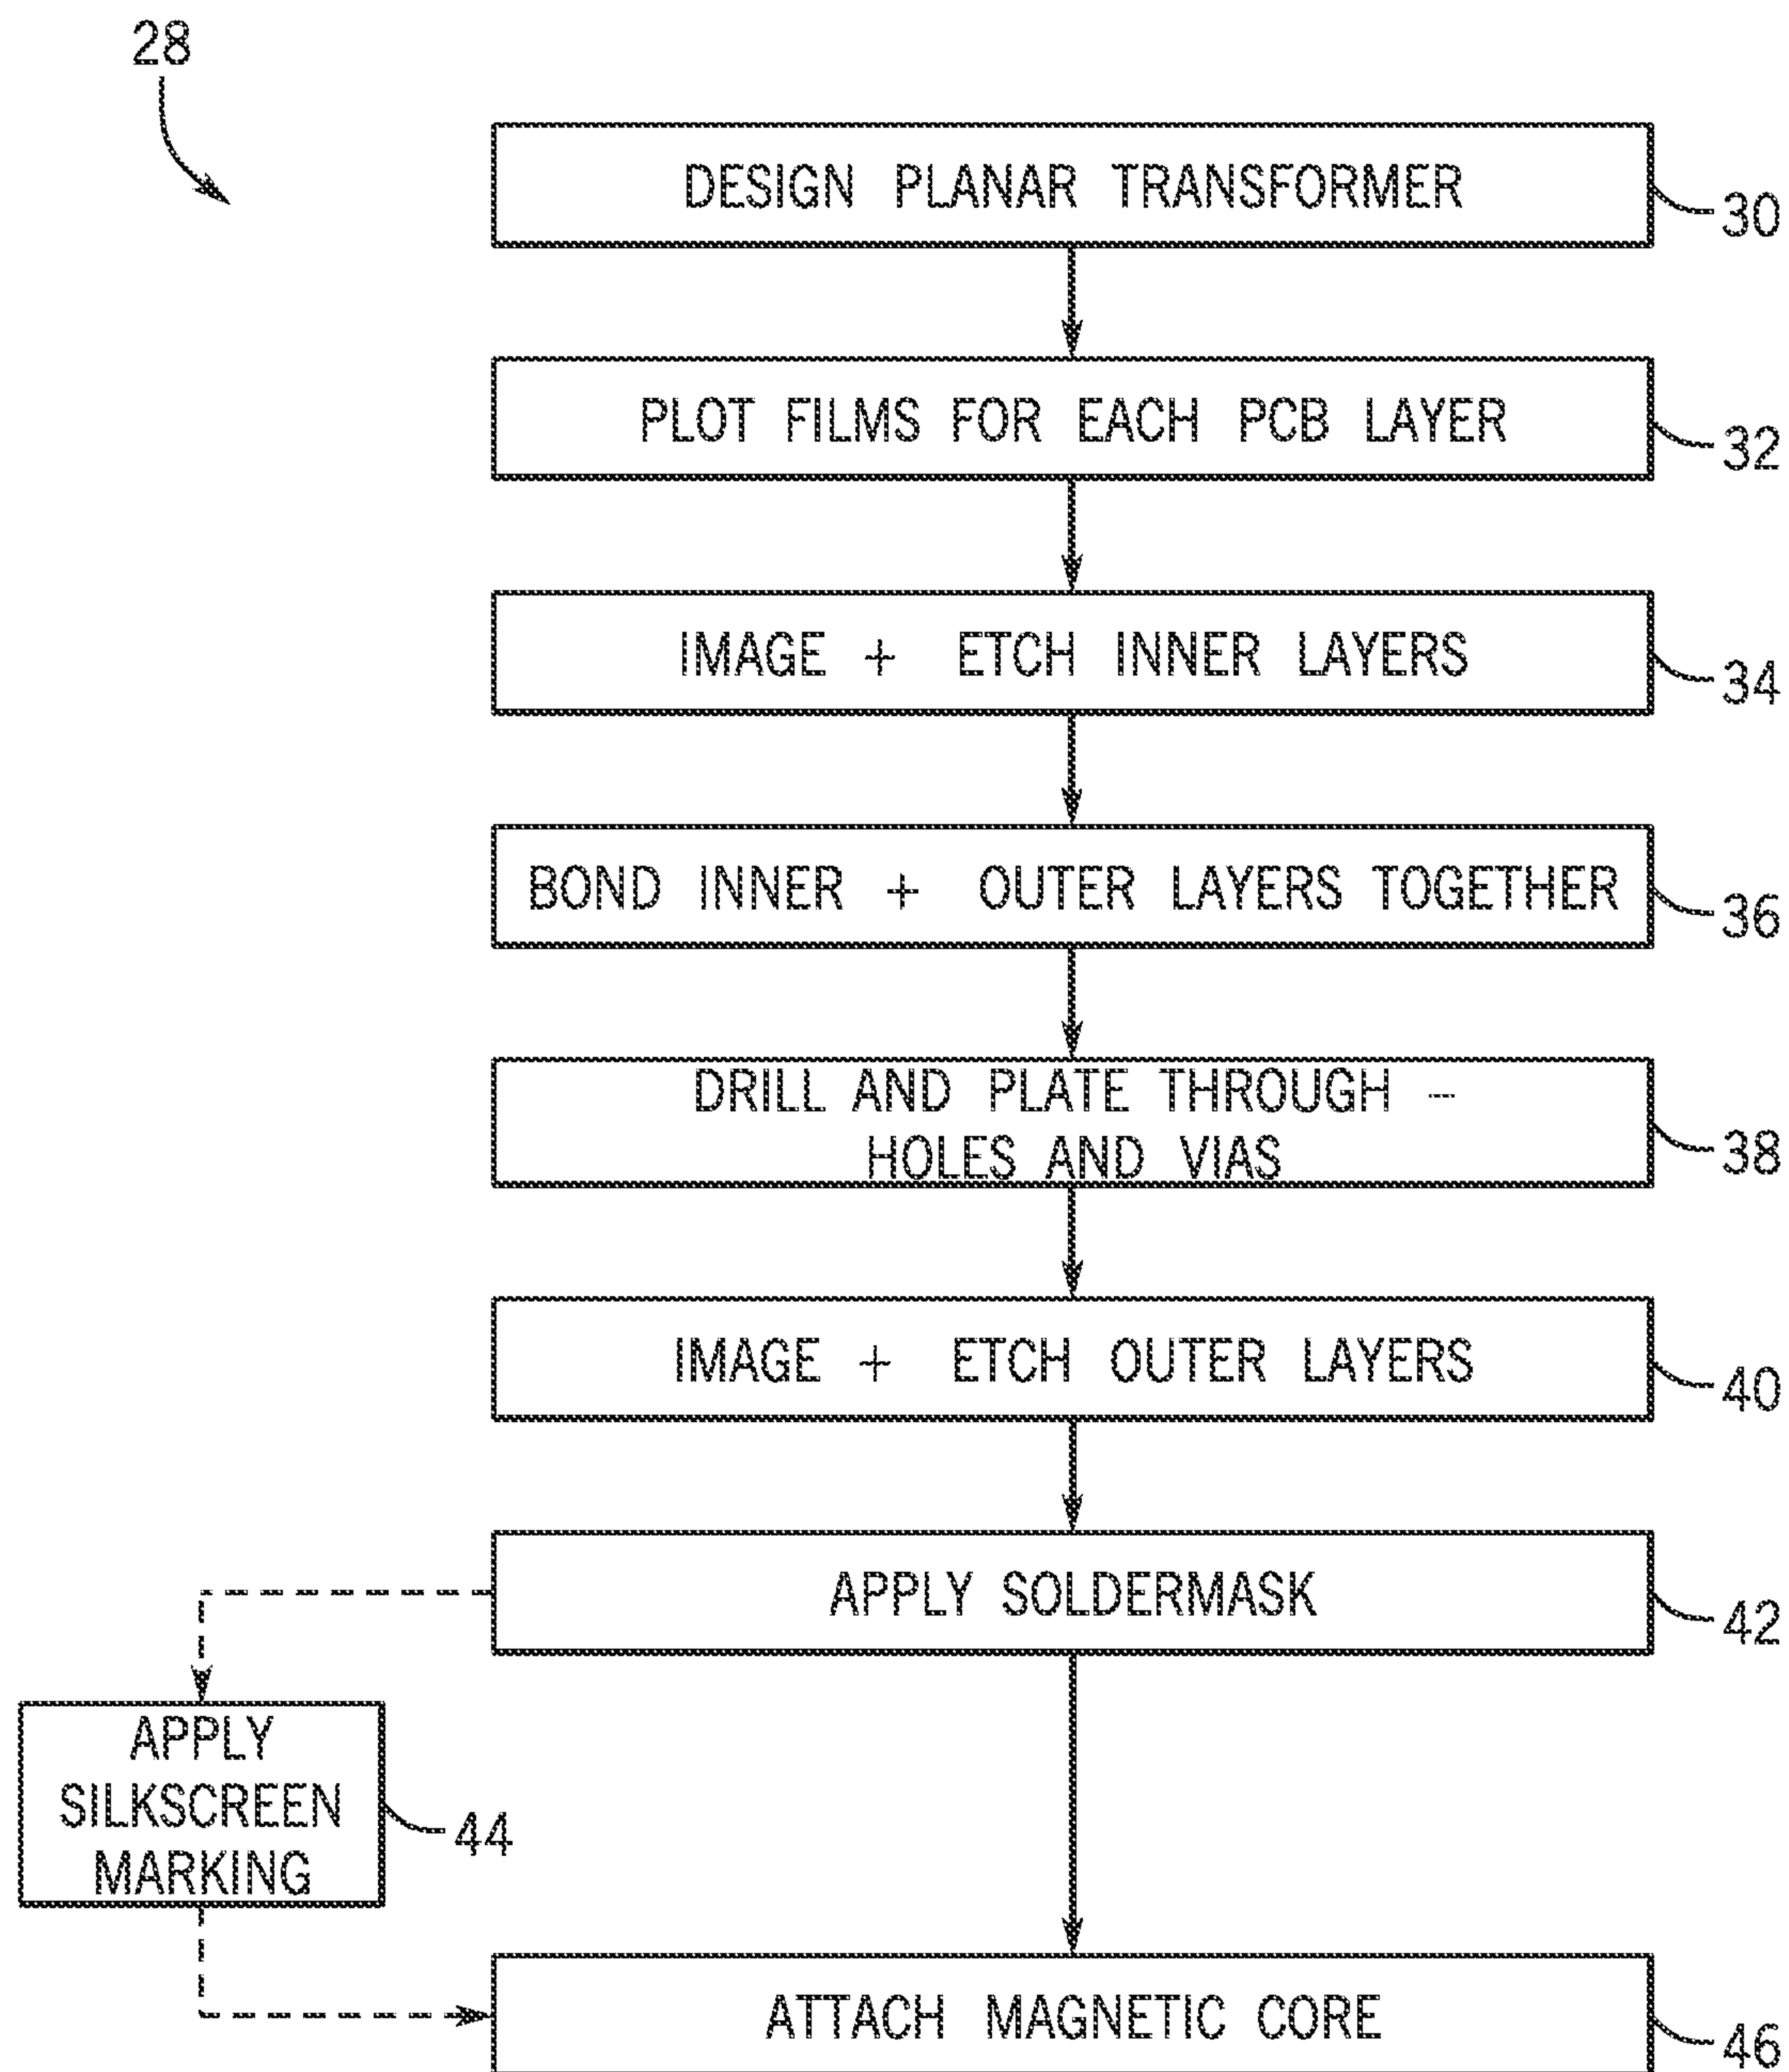 28
DESIGN PLANAR TRANSFORMER
30
PLOT FILMS FOR EACH PCB LAYER
32
IMAGE + ETCH INNER LAYERS
34
BOND INNER + OUTER LAYERS TOGETHER
36
DRILL AND PLATE THROUGH -
HOLES AND VIAS
38
IMAGE + ETCH OUTER LAYERS
40
APPLY SOLDERMASK
42
APPLY
SILKSCREEN
MARKING
44
ATTACH MAGNETIC CORE
46